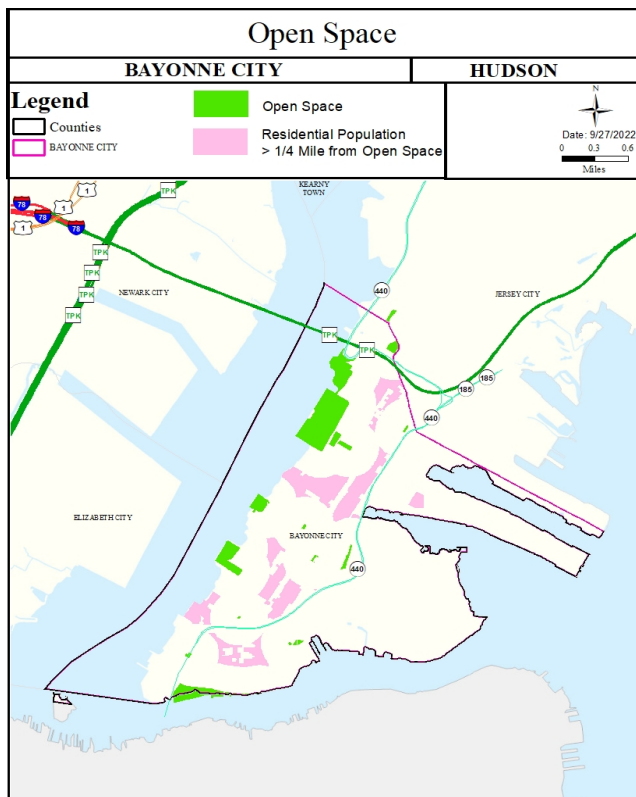 Open Space
BAYONNE CITY
HUDSON
Legend
Counties
BAYONNE CITY
Open Space
Residential Population
> 1/4 Mile from Open Space
N
Date: 9/27/2022
0 0.3 0.6
Miles
KEARNY
TOWN
1
TPK
78
1
78
1
78
TPK
TPK
NEWARK CITY
TPK
TPK
440
JERSEY CITY
TPK
TPK
185
185
440
ELIZABETH CITY
BAYONNE CITY
440